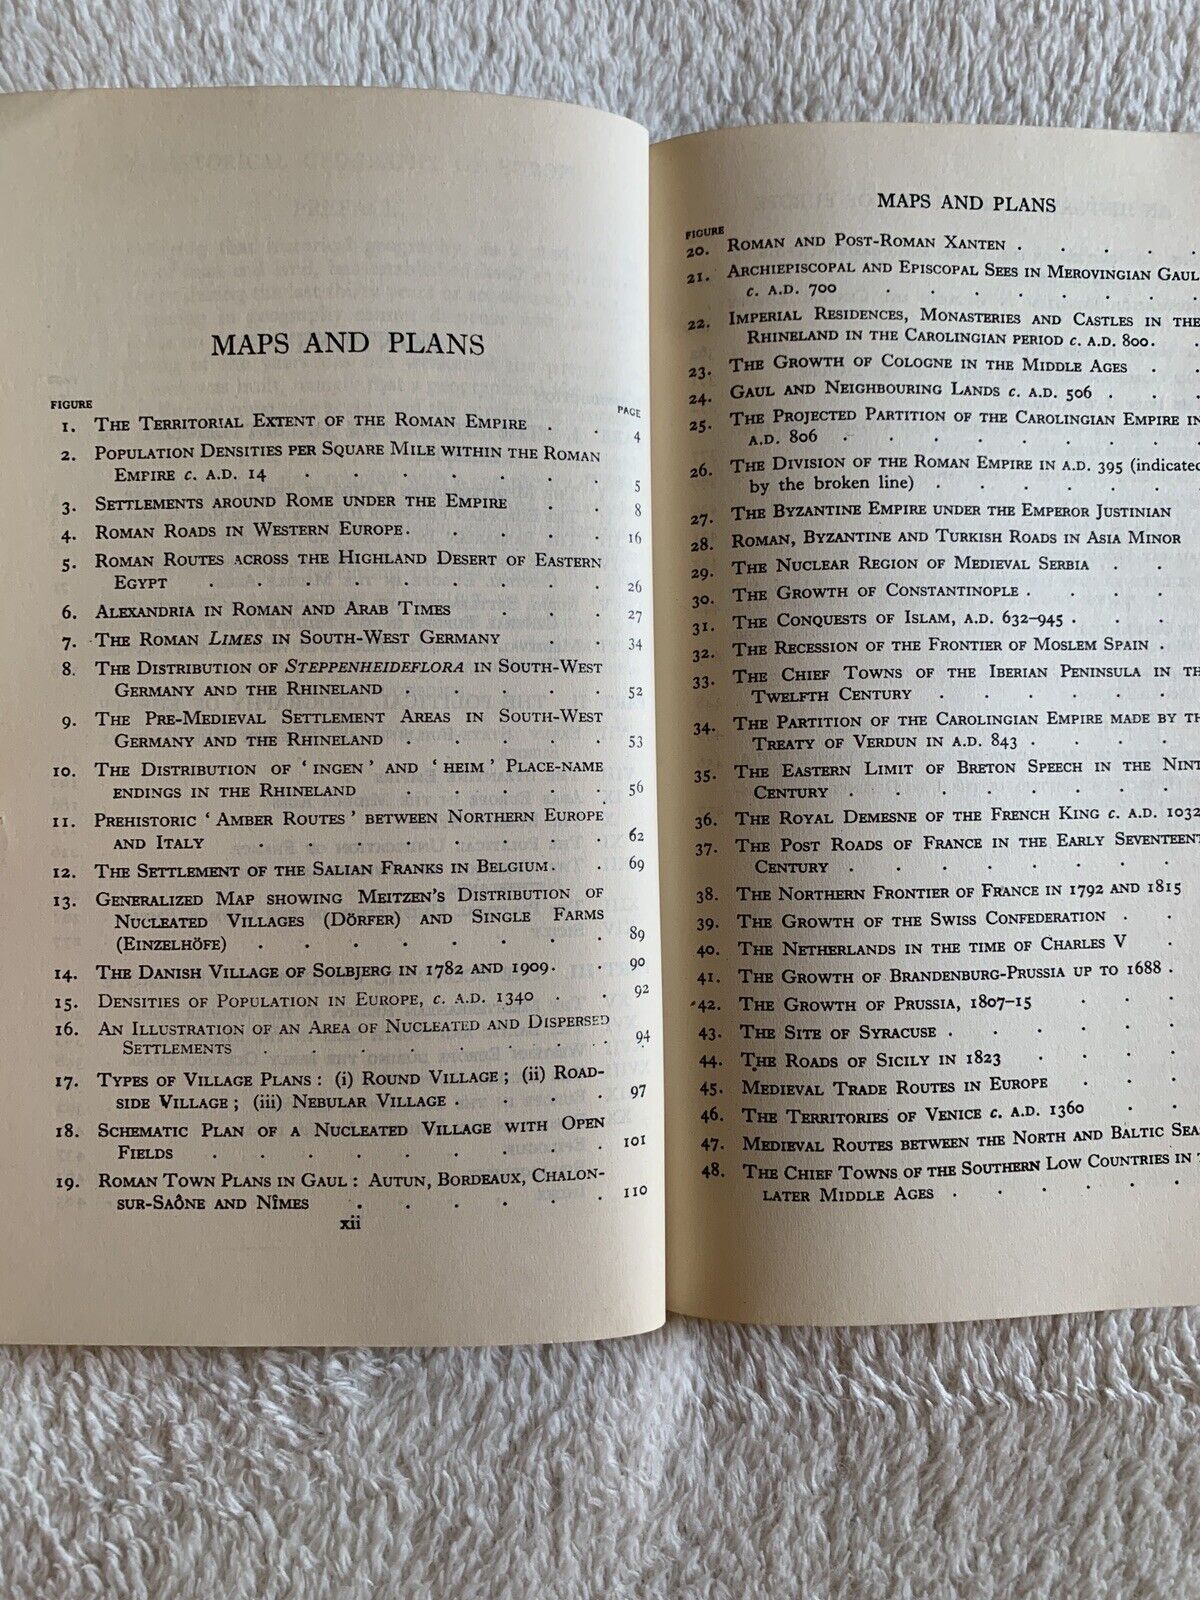 MAPS AND PLANS
FIGURE PAGE
1. The Territorial Extent of the Roman Empire . . 4
2. Population Densities per Square Mile within the Roman
Empire c. A.D. 14 . . . . . . 5
3. Settlements around Rome under the Empire . . 8
4. Roman Roads in Western Europe. . . . . 16
5. Roman Routes across the Highland Desert of Eastern
Egypt . . . . . . . . 26
6. Alexandria in Roman and Arab Times . . . 27
7. The Roman Limes in South-West Germany . . 34
8. The Distribution of Steppenheideflora in South-West
Germany and the Rhineland . . . . . 52
9. The Pre-Medieval Settlement Areas in South-West
Germany and the Rhineland . . . . . 53
10. The Distribution of ‘ingen’ and ‘heim’ Place-name
endings in the Rhineland . . . . . 56
11. Prehistoric ‘Amber Routes’ between Northern Europe
and Italy . . . . . . . 62
12. The Settlement of the Salian Franks in Belgium. . 69
13. Generalized Map showing Meitzen's Distribution of
Nucleated Villages (Dörfer) and Single Farms
(Einzelhöfe) . . . . . . . 89
14. The Danish Village of Solbjerg in 1782 and 1909. . 90
15. Densities of Population in Europe, c. A.D. 1340 . . 92
16. An Illustration of an Area of Nucleated and Dispersed
Settlements . . . . . . . 94
17. Types of Village Plans : (i) Round Village ; (ii) Road-
side Village ; (iii) Nebular Village . . . . 97
18. Schematic Plan of a Nucleated Village with Open
Fields . . . . . . . . 101
19. Roman Town Plans in Gaul : Autun, Bordeaux, Chalon-
sur-Saône and Nîmes . . . . . 110
xii
MAPS AND PLANS
FIGURE
20. Roman and Post-Roman Xanten . . . .
21. Archiepiscopal and Episcopal Sees in Merovingian Gaul
c. A.D. 700 . . . . . . .
22. Imperial Residences, Monasteries and Castles in the
Rhineland in the Carolingian period c. A.D. 800. .
23. The Growth of Cologne in the Middle Ages . .
24. Gaul and Neighbouring Lands c. A.D. 506 . . .
25. The Projected Partition of the Carolingian Empire in
A.D. 806 . . . . . . . .
26. The Division of the Roman Empire in A.D. 395 (indicated
by the broken line) . . . . . .
27. The Byzantine Empire under the Emperor Justinian
28. Roman, Byzantine and Turkish Roads in Asia Minor
29. The Nuclear Region of Medieval Serbia . .
30. The Growth of Constantinople . . . .
31. The Conquests of Islam, A.D. 632-945 . . .
32. The Recession of the Frontier of Moslem Spain .
33. The Chief Towns of the Iberian Peninsula in the
Twelfth Century . . . . . .
34. The Partition of the Carolingian Empire made by th
Treaty of Verdun in A.D. 843 . . . . .
35. The Eastern Limit of Breton Speech in the Nint
Century . . . . . . . .
36. The Royal Demesne of the French King c. A.D. 1032
37. The Post Roads of France in the Early Seventeent
Century . . . . . . . .
38. The Northern Frontier of France in 1792 and 1815
39. The Growth of the Swiss Confederation . .
40. The Netherlands in the time of Charles V .
41. The Growth of Brandenburg-Prussia up to 1688 .
42. The Growth of Prussia, 1807-15 . . .
43. The Site of Syracuse . . . . .
44. The Roads of Sicily in 1823 . . . .
45. Medieval Trade Routes in Europe . . .
46. The Territories of Venice c. A.D. 1360 . .
47. Medieval Routes between the North and Baltic Seas
48. The Chief Towns of the Southern Low Countries in t
later Middle Ages . . . . . .